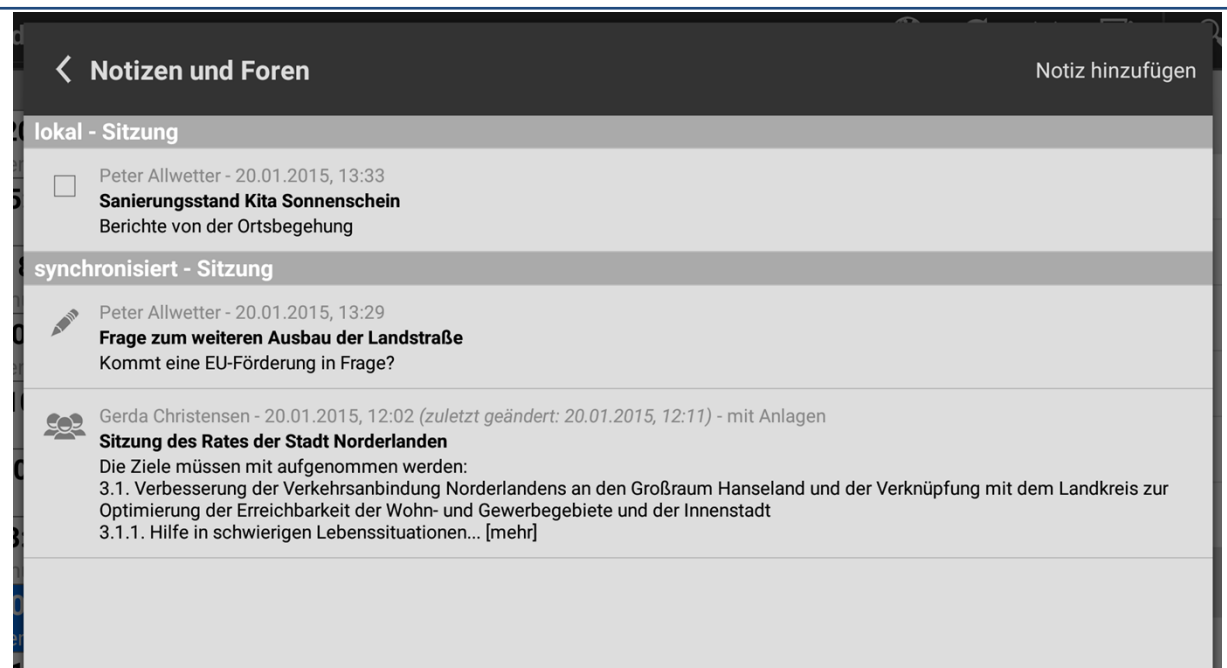 Notizen und Foren
Notiz hinzufügen
lokal - Sitzung
Peter Allwetter - 20.01.2015, 13:33
Sanierungsstand Kita Sonnenschein
Berichte von der Ortsbegehung
synchronisiert - Sitzung
Peter Allwetter - 20.01.2015, 13:29
Frage zum weiteren Ausbau der Landstraße
Kommt eine EU-Förderung in Frage?
Gerda Christensen - 20.01.2015, 12:02 (zuletzt geändert: 20.01.2015, 12:11) - mit Anlagen
Sitzung des Rates der Stadt Norderlanden
Die Ziele müssen mit aufgenommen werden:
3.1. Verbesserung der Verkehrsanbindung Norderlandens an den Großraum Hanseland und der Verknüpfung mit dem Landkreis zur
Optimierung der Erreichbarkeit der Wohn- und Gewerbegebiete und der Innenstadt
3.1.1. Hilfe in schwierigen Lebenssituationen... [mehr]